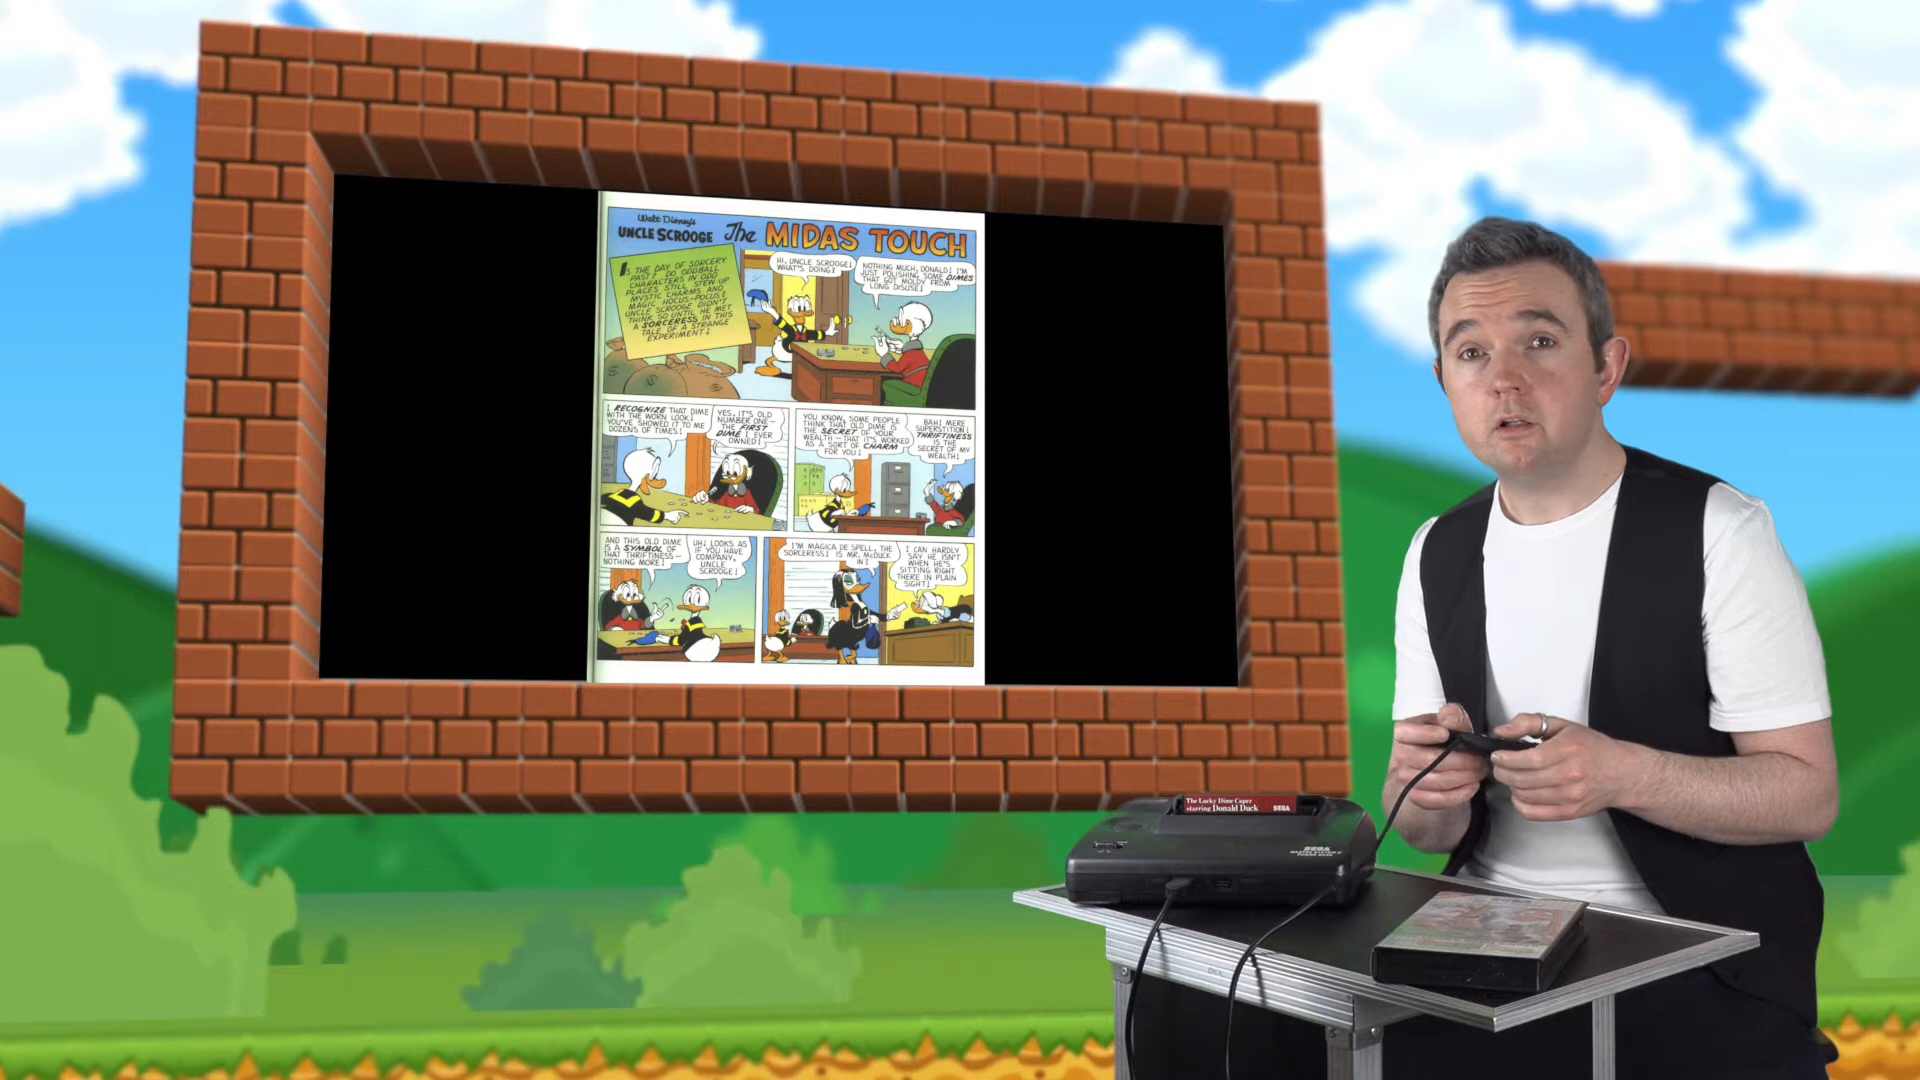 Walt Disney's
UNCLE SCROOGE The MIDAS TOUCH
IS THE DAY OF SORCERY
PAST? DO ODDBALL
CHARACTERS IN ODD
PLACES STILL STEW UP
MYSTIC CHARMS AND
MAGIC HOCUS-POCUS?
UNCLE SCROOGE DIDN'T
THINK SO UNTIL HE MET
A SORCERESS IN THIS
TALE OF A STRANGE
EXPERIMENT!
HI, UNCLE SCROOGE!
WHAT'S DOING?
NOTHING MUCH, DONALD! I'M
JUST POLISHING SOME DIMES
THAT GOT MOLDY FROM
LONG DISUSE!
I RECOGNIZE THAT DIME
WITH THE WORN LOOK!
YOU'VE SHOWED IT TO ME
DOZENS OF TIMES!
YES, IT'S OLD
NUMBER ONE—
THE FIRST
DIME I EVER
OWNED!
YOU KNOW, SOME PEOPLE
THINK THAT OLD DIME IS
THE SECRET OF YOUR
WEALTH — THAT IT'S WORKED
AS A SORT OF CHARM
FOR YOU!
BAH! MERE
SUPERSTITION!
THRIFTINESS
IS THE
SECRET OF MY
WEALTH!
AND THIS OLD DIME
IS A SYMBOL OF
THAT THRIFTINESS—
NOTHING MORE!
UH! LOOKS AS
IF YOU HAVE
COMPANY,
UNCLE
SCROOGE!
I'M MAGICA DE SPELL, THE
SORCERESS! IS MR. McDUCK
IN?
I CAN HARDLY
SAY HE ISN'T
WHEN HE'S
SITTING RIGHT
THERE IN PLAIN
SIGHT!
The Lucky Dime Caper
starring Donald Duck SEGA
SEGA
MASTER SYSTEM II
POWER BASE